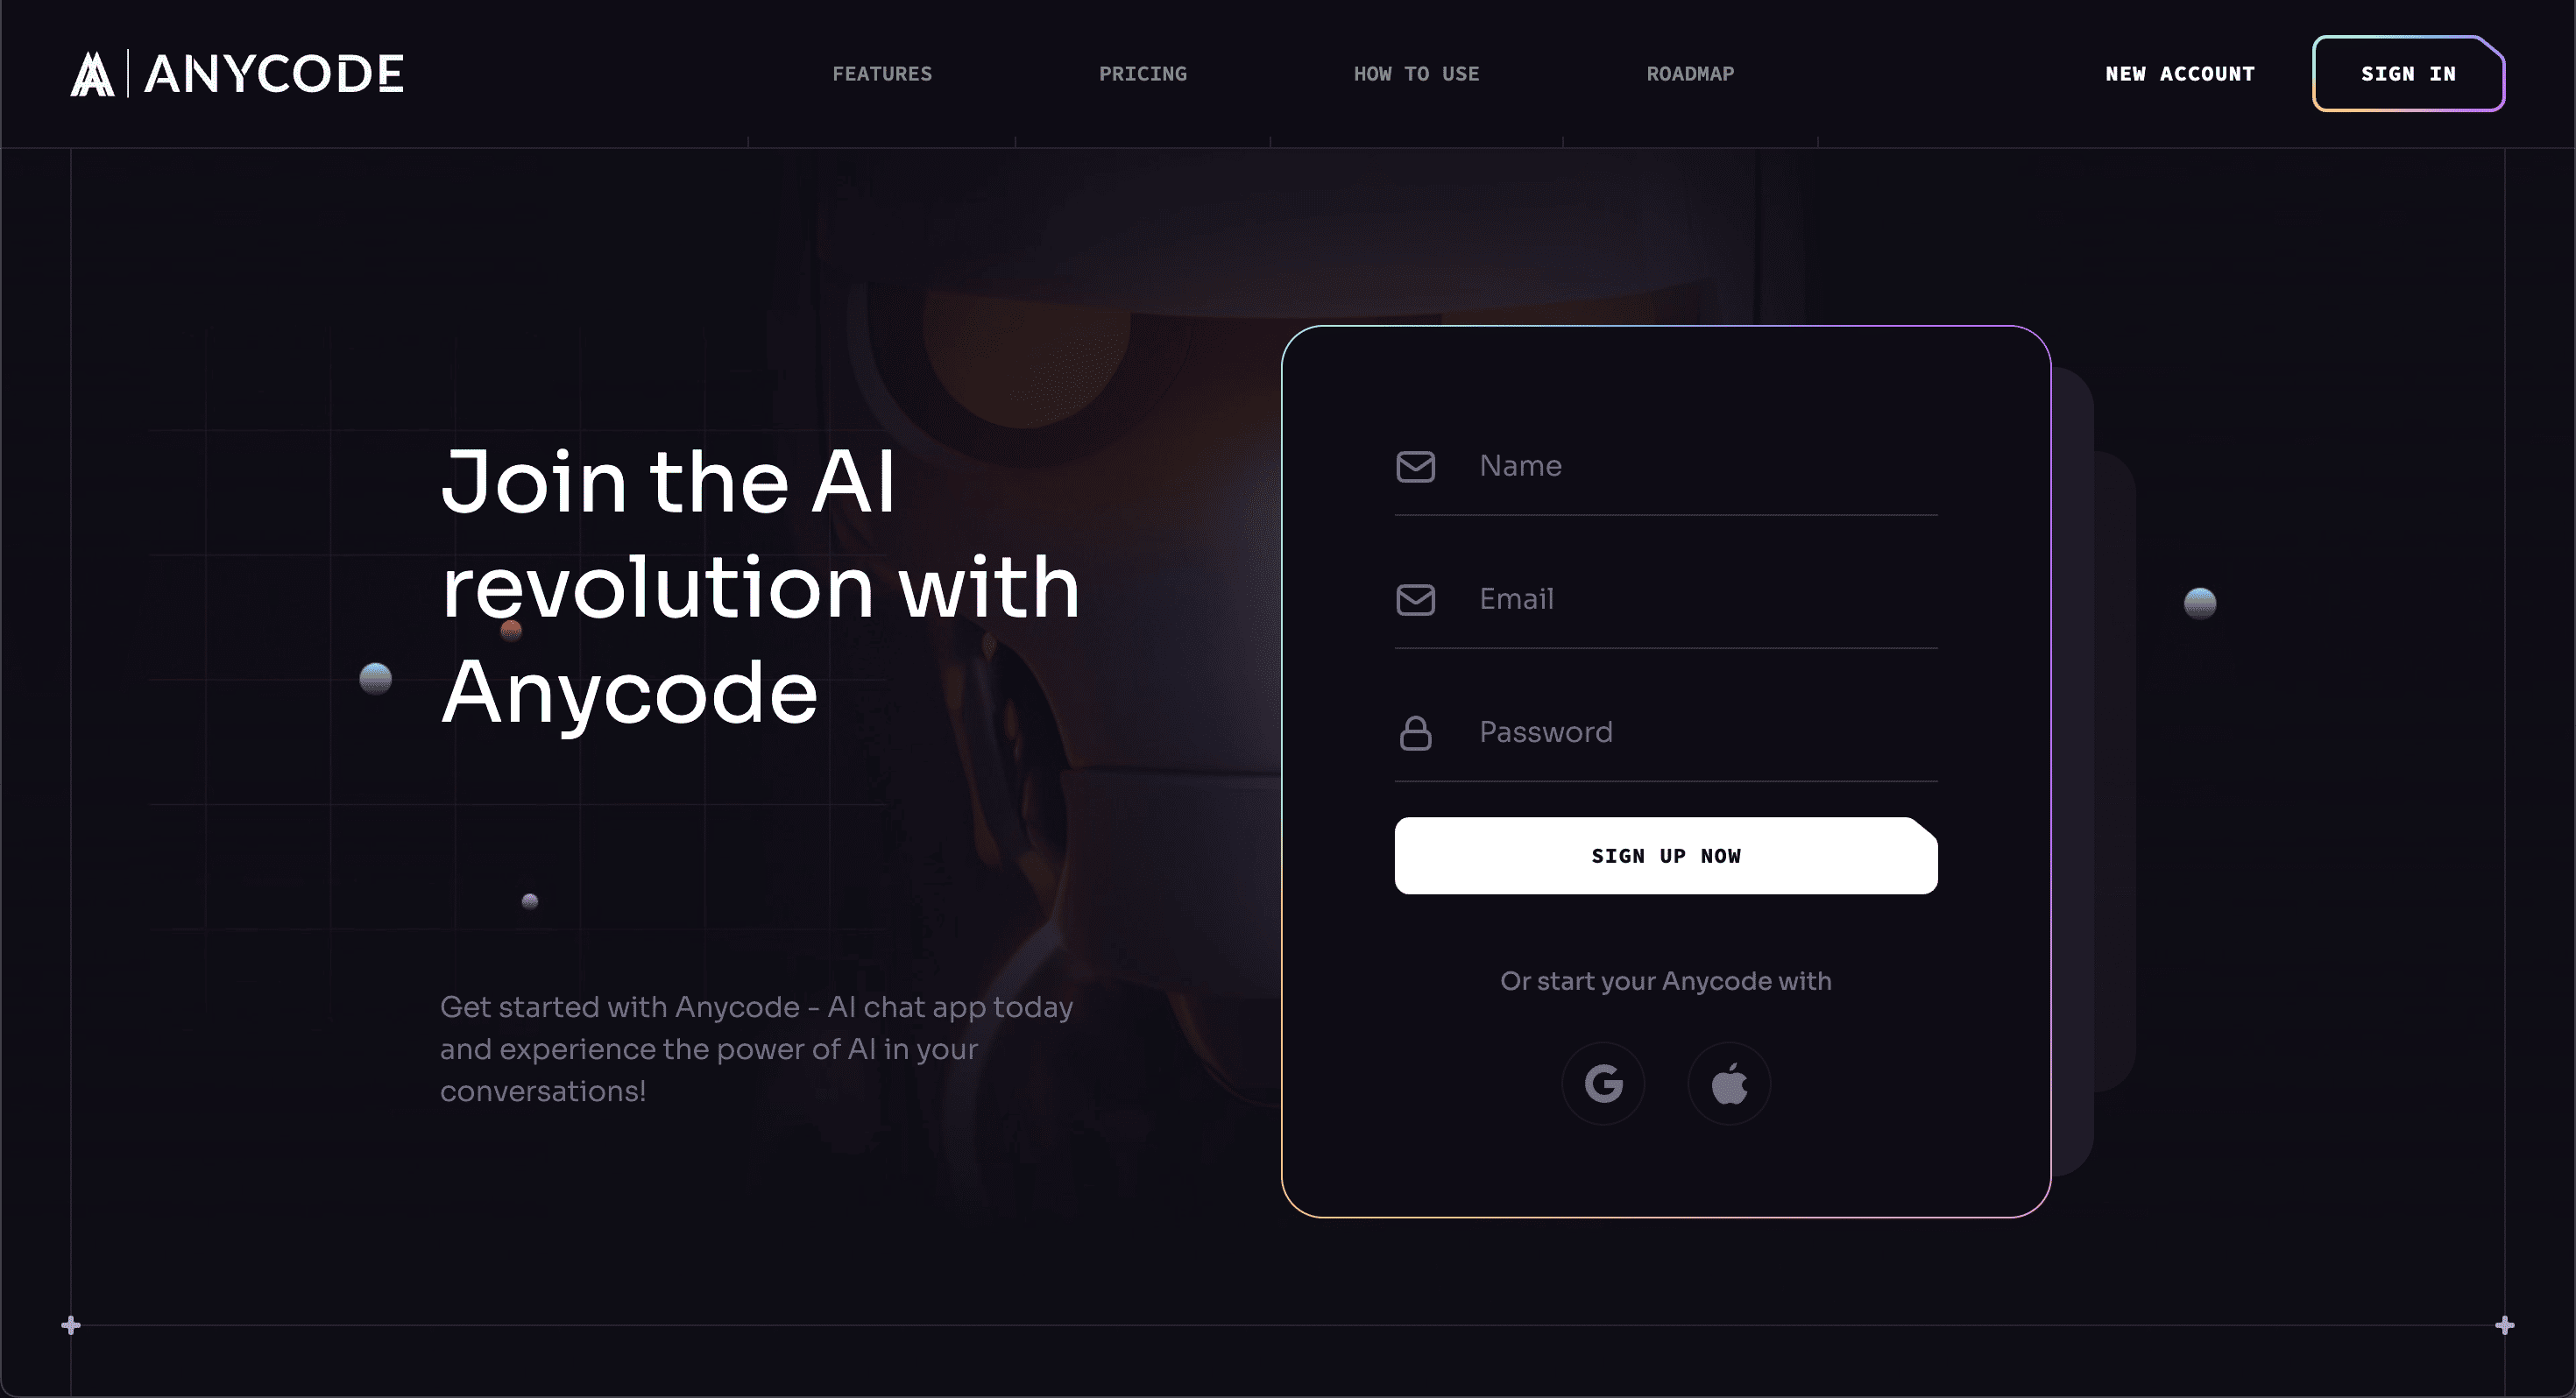 ANYCODE
FEATURES
PRICING
HOW TO USE
ROADMAP
NEW ACCOUNT
SIGN IN
Join the AI
revolution with
Anycode
Get started with Anycode - AI chat app today
and experience the power of AI in your
conversations!
Name
Email
Password
SIGN UP NOW
Or start your Anycode with